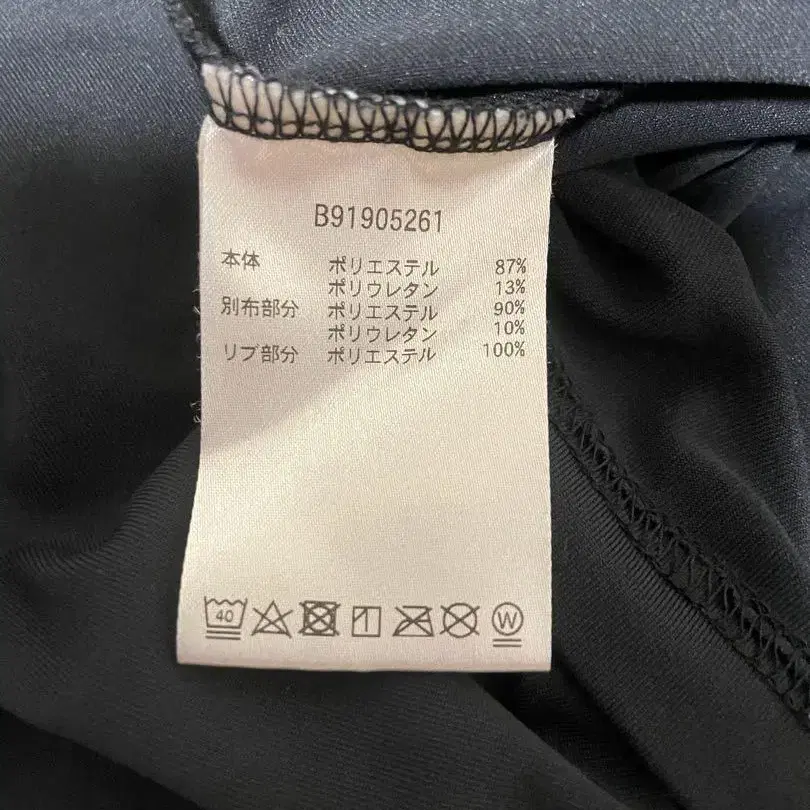 B91905261
本体 ポリエステル 87%
ポリウレタン 13%
別布部分 ポリエステル 90%
ポリウレタン 10%
リブ部分 ポリエステル 100%
40 W